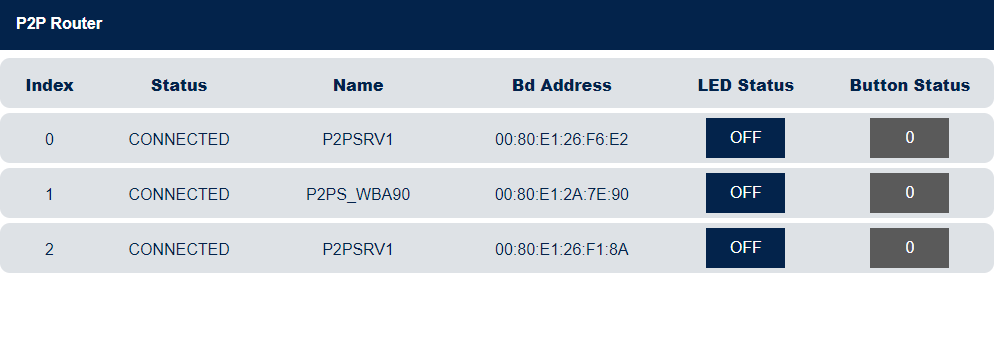 P2P Router
Index Status Name Bd Address LED Status Button Status
0 CONNECTED P2PSRV1 00:80:E1:26:F6:E2 OFF 0
1 CONNECTED P2PS_WBA90 00:80:E1:2A:7E:90 OFF 0
2 CONNECTED P2PSRV1 00:80:E1:26:F1:8A OFF 0